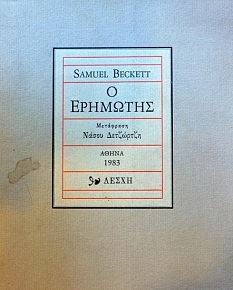 SAMUEL BECKETT
Ο
ΕΡΗΜΩΤΗΣ
Μετάφραση
Νάσου Δετζώρτζη
ΑΘΗΝΑ
1983
ΛΕΣΧΗ